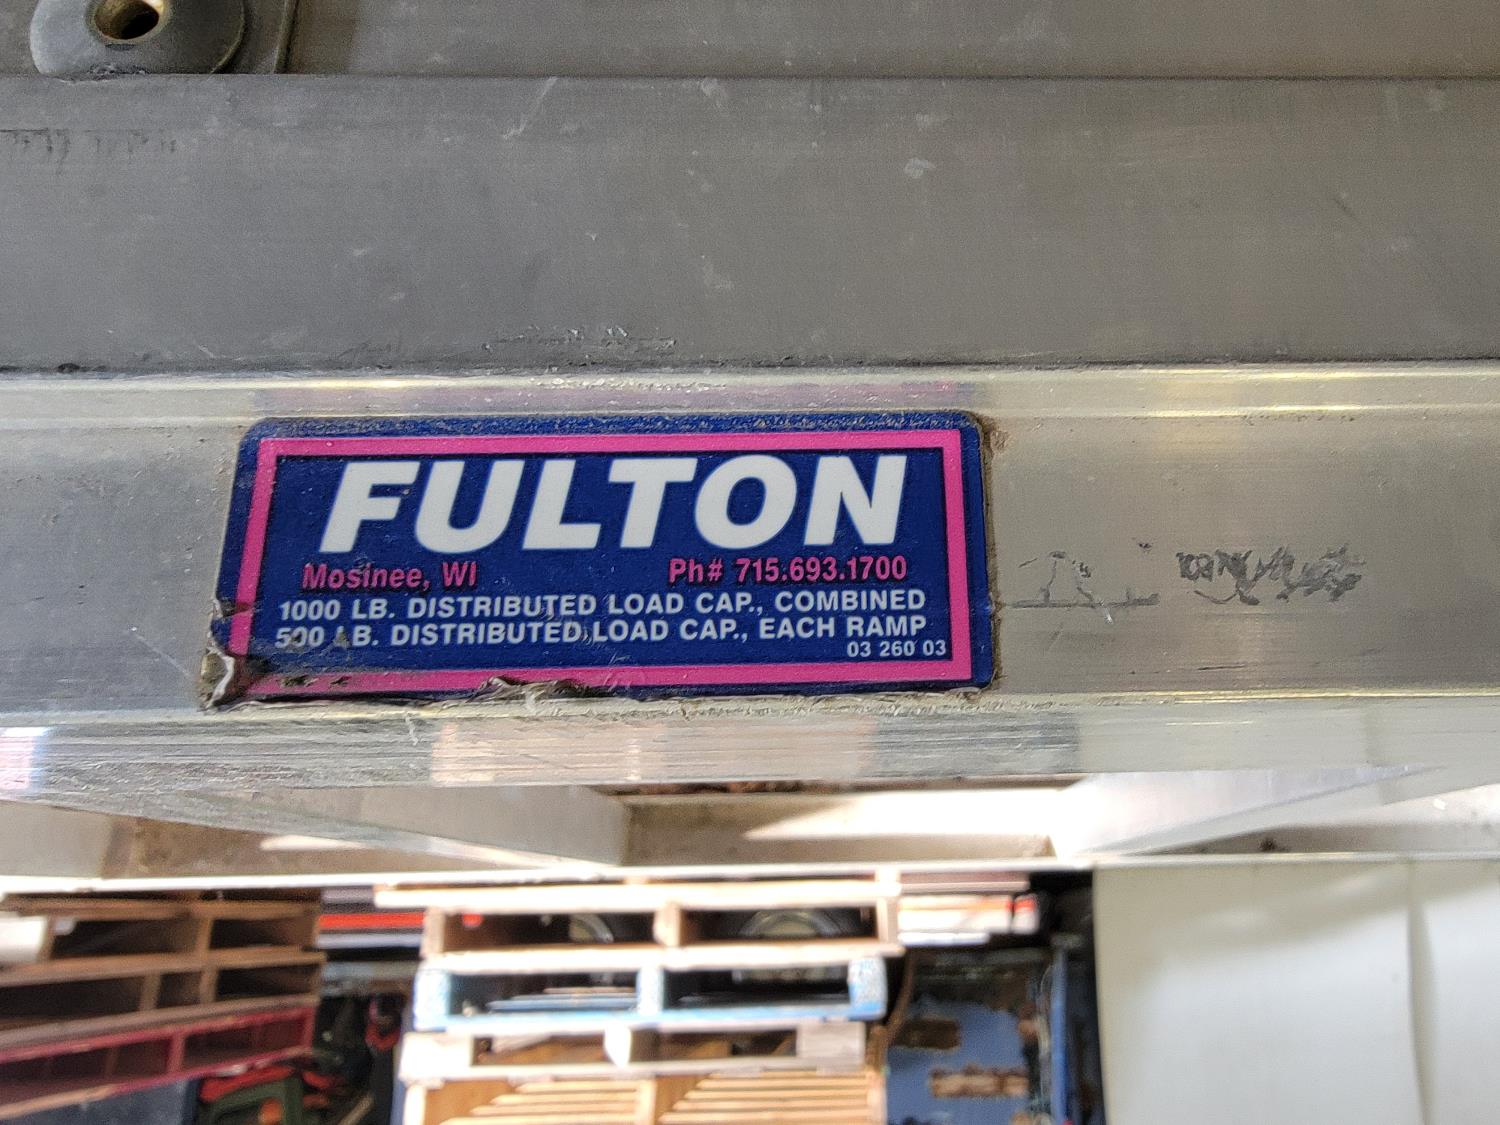 FULTON
Mosinee, WI Ph# 715.693.1700
1000 LB. DISTRIBUTED LOAD CAP., COMBINED
500 LB. DISTRIBUTED LOAD CAP., EACH RAMP
03 260 03